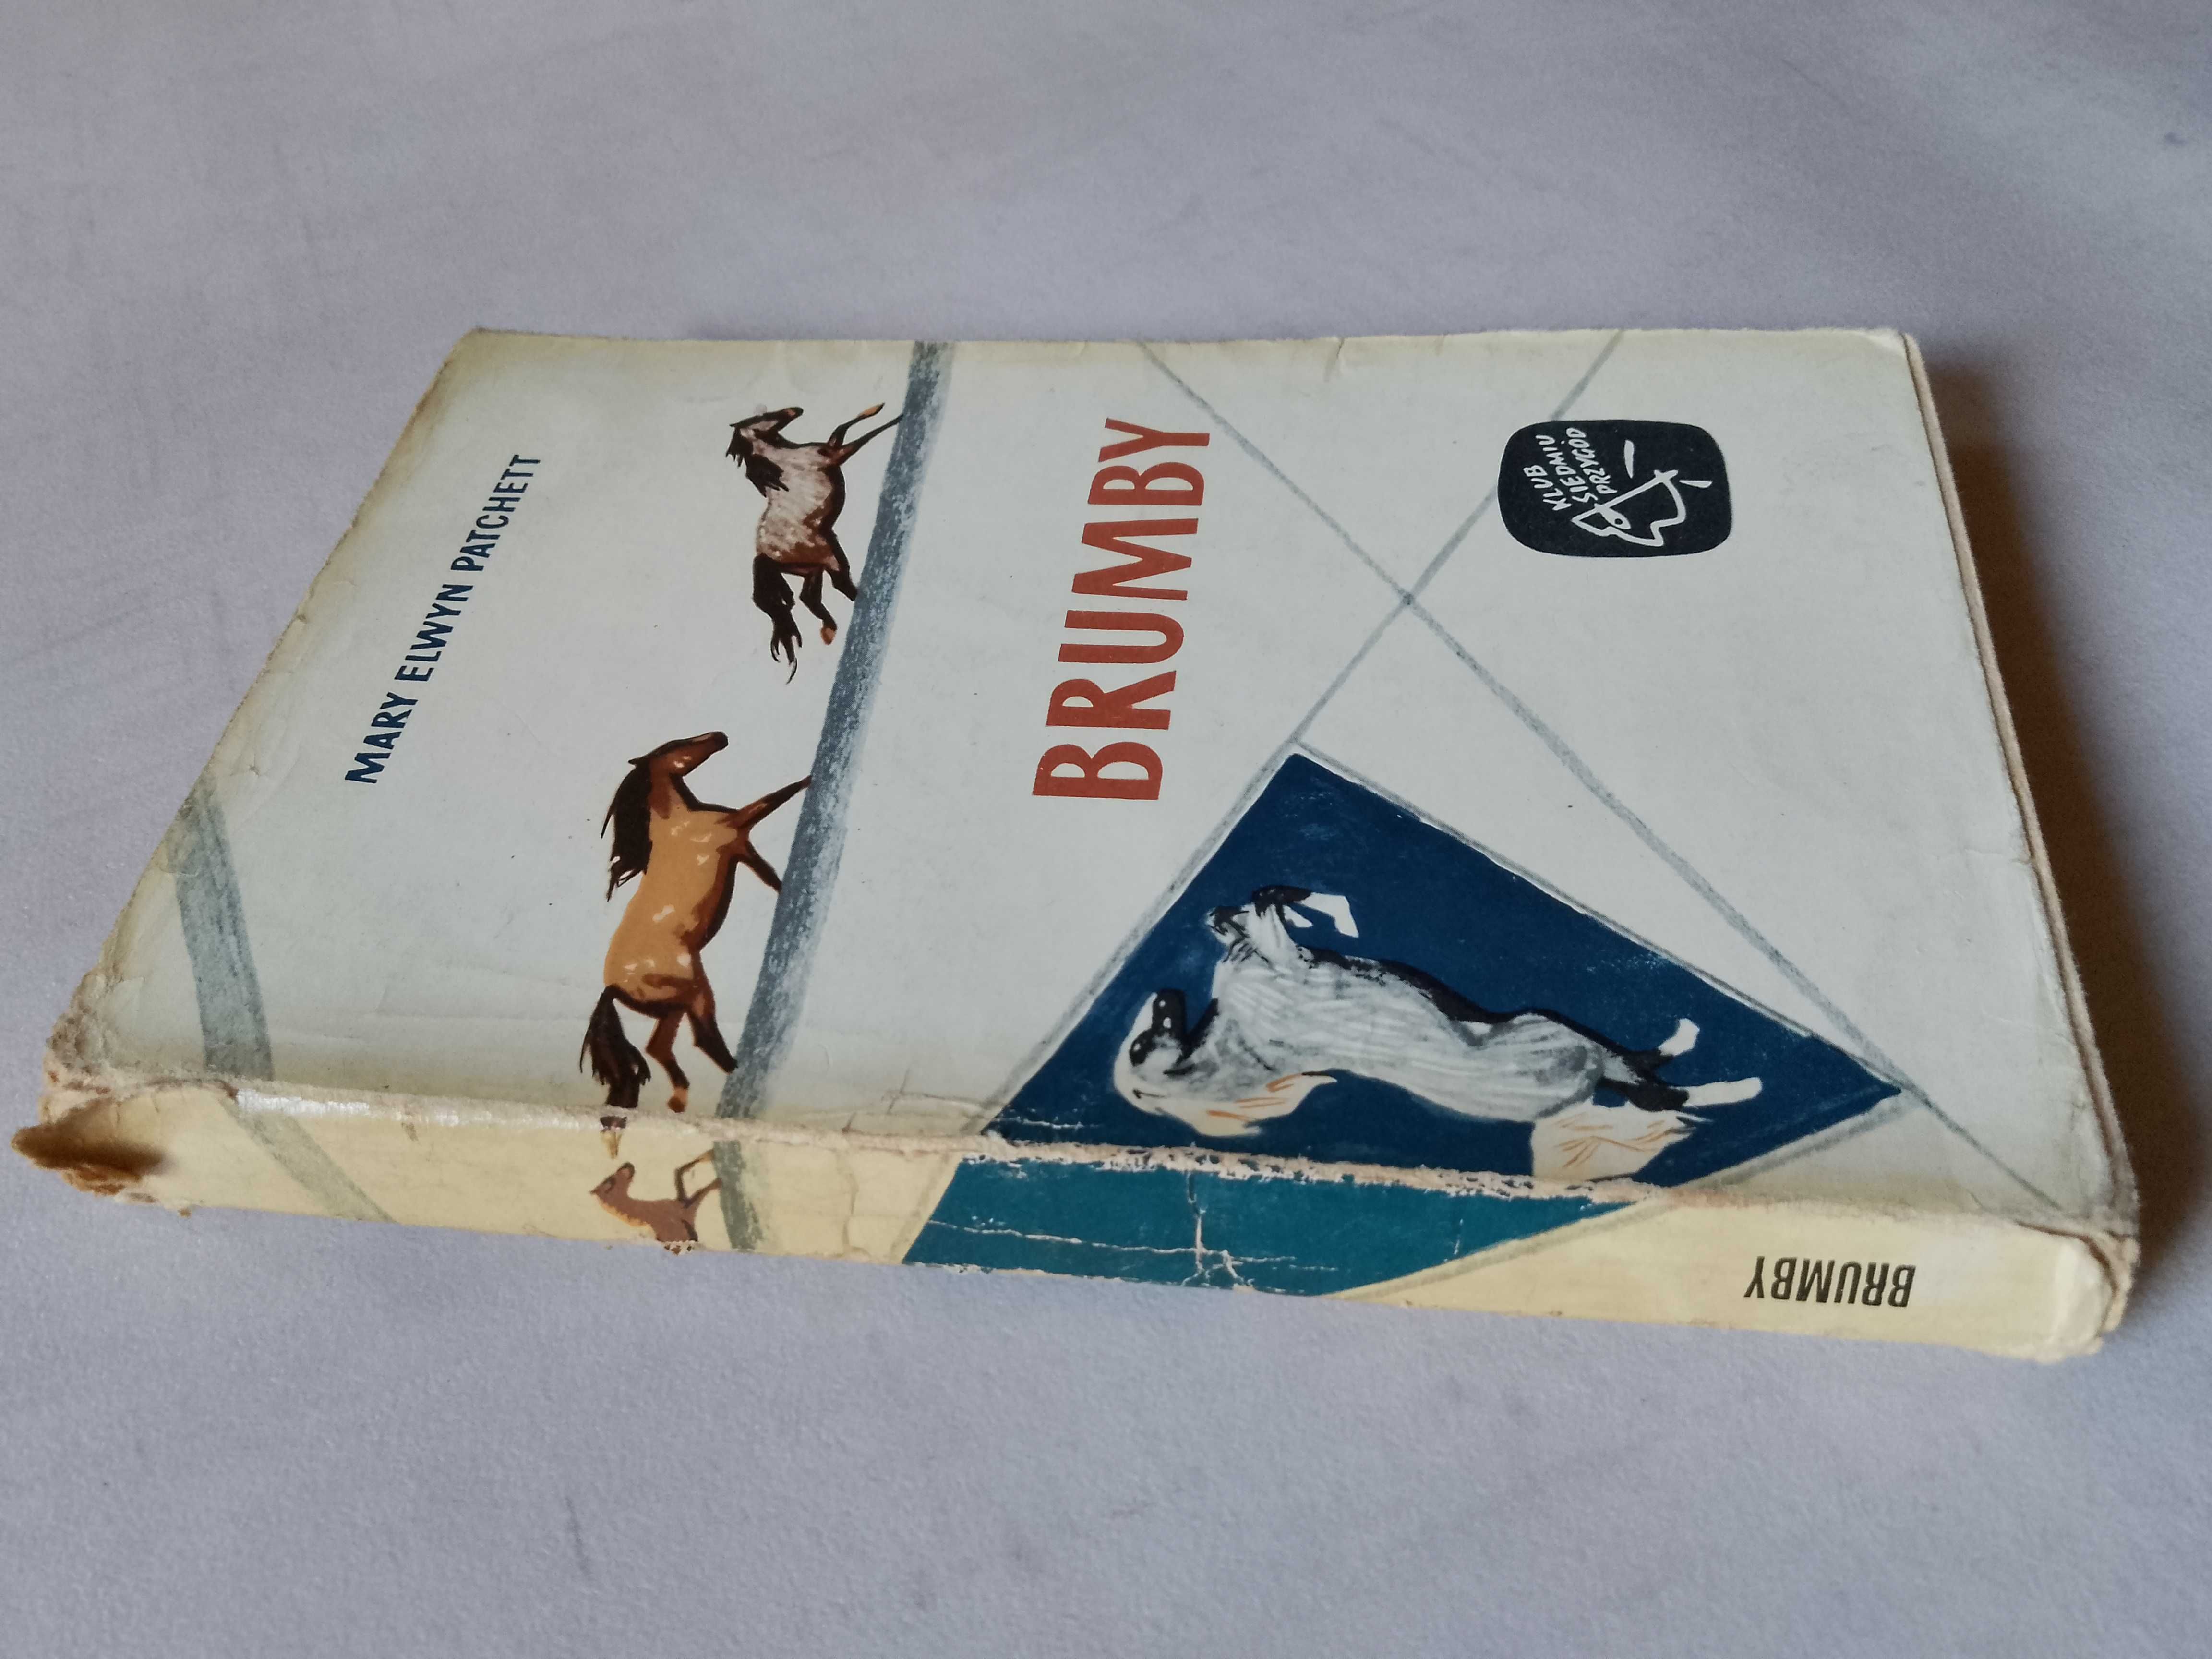 MARY ELWYN PATCHETT
BRUMBY
KLUB
SIEDMIU
PRZYGÓD
BRUMBY